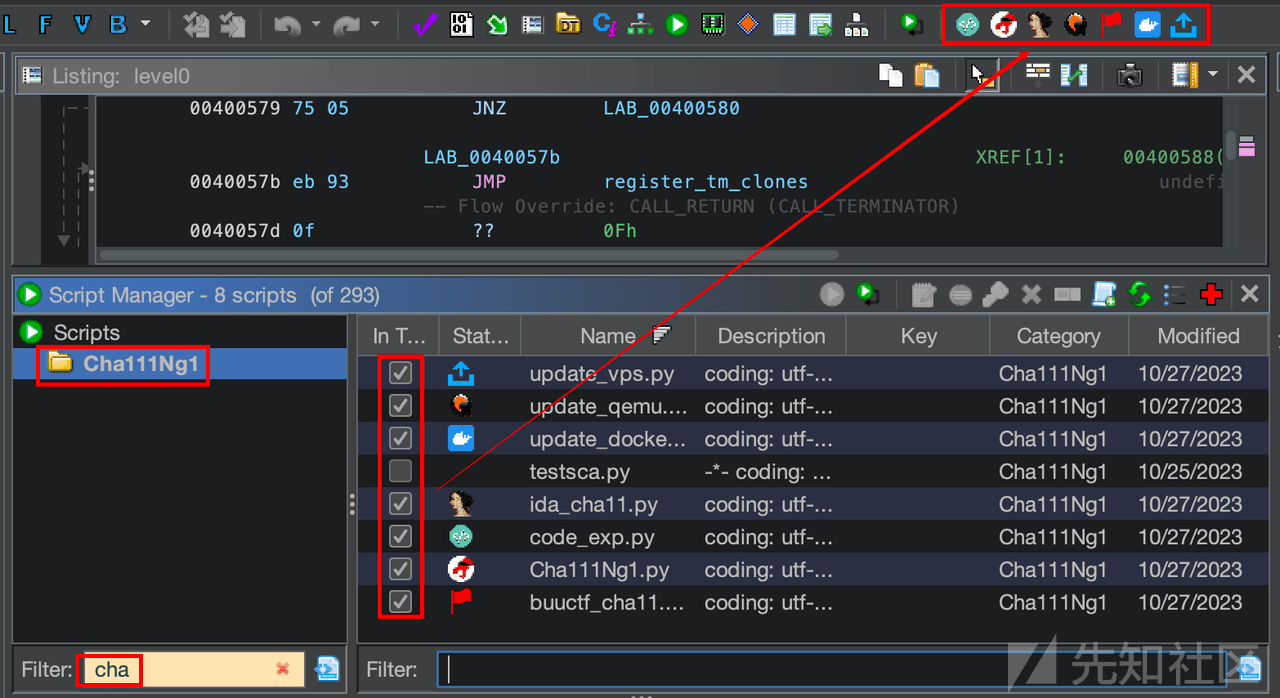 L F V B
Listing: level0
00400579 75 05 JNZ LAB_00400580
LAB_0040057b XREF[1]: 00400588(
0040057b eb 93 JMP register_tm_clones undefi
-- Flow Override: CALL_RETURN (CALL_TERMINATOR)
0040057d 0f ?? 0Fh
Script Manager - 8 scripts (of 293)
Scripts
Cha111Ng1
In T... Stat... Name Description Key Category Modified
update_vps.py coding: utf-... Cha111Ng1 10/27/2023
update_qemu.... coding: utf-... Cha111Ng1 10/27/2023
update_docke... coding: utf-... Cha111Ng1 10/27/2023
testsca.py -*- coding: ... Cha111Ng1 10/25/2023
ida_cha11.py coding: utf-... Cha111Ng1 10/27/2023
code_exp.py coding: utf-... Cha111Ng1 10/27/2023
Cha111Ng1.py coding: utf-... Cha111Ng1 10/27/2023
buuctf_cha11.... coding: utf-... Cha111Ng1 10/27/2023
Filter: cha
Filter:
先知社区